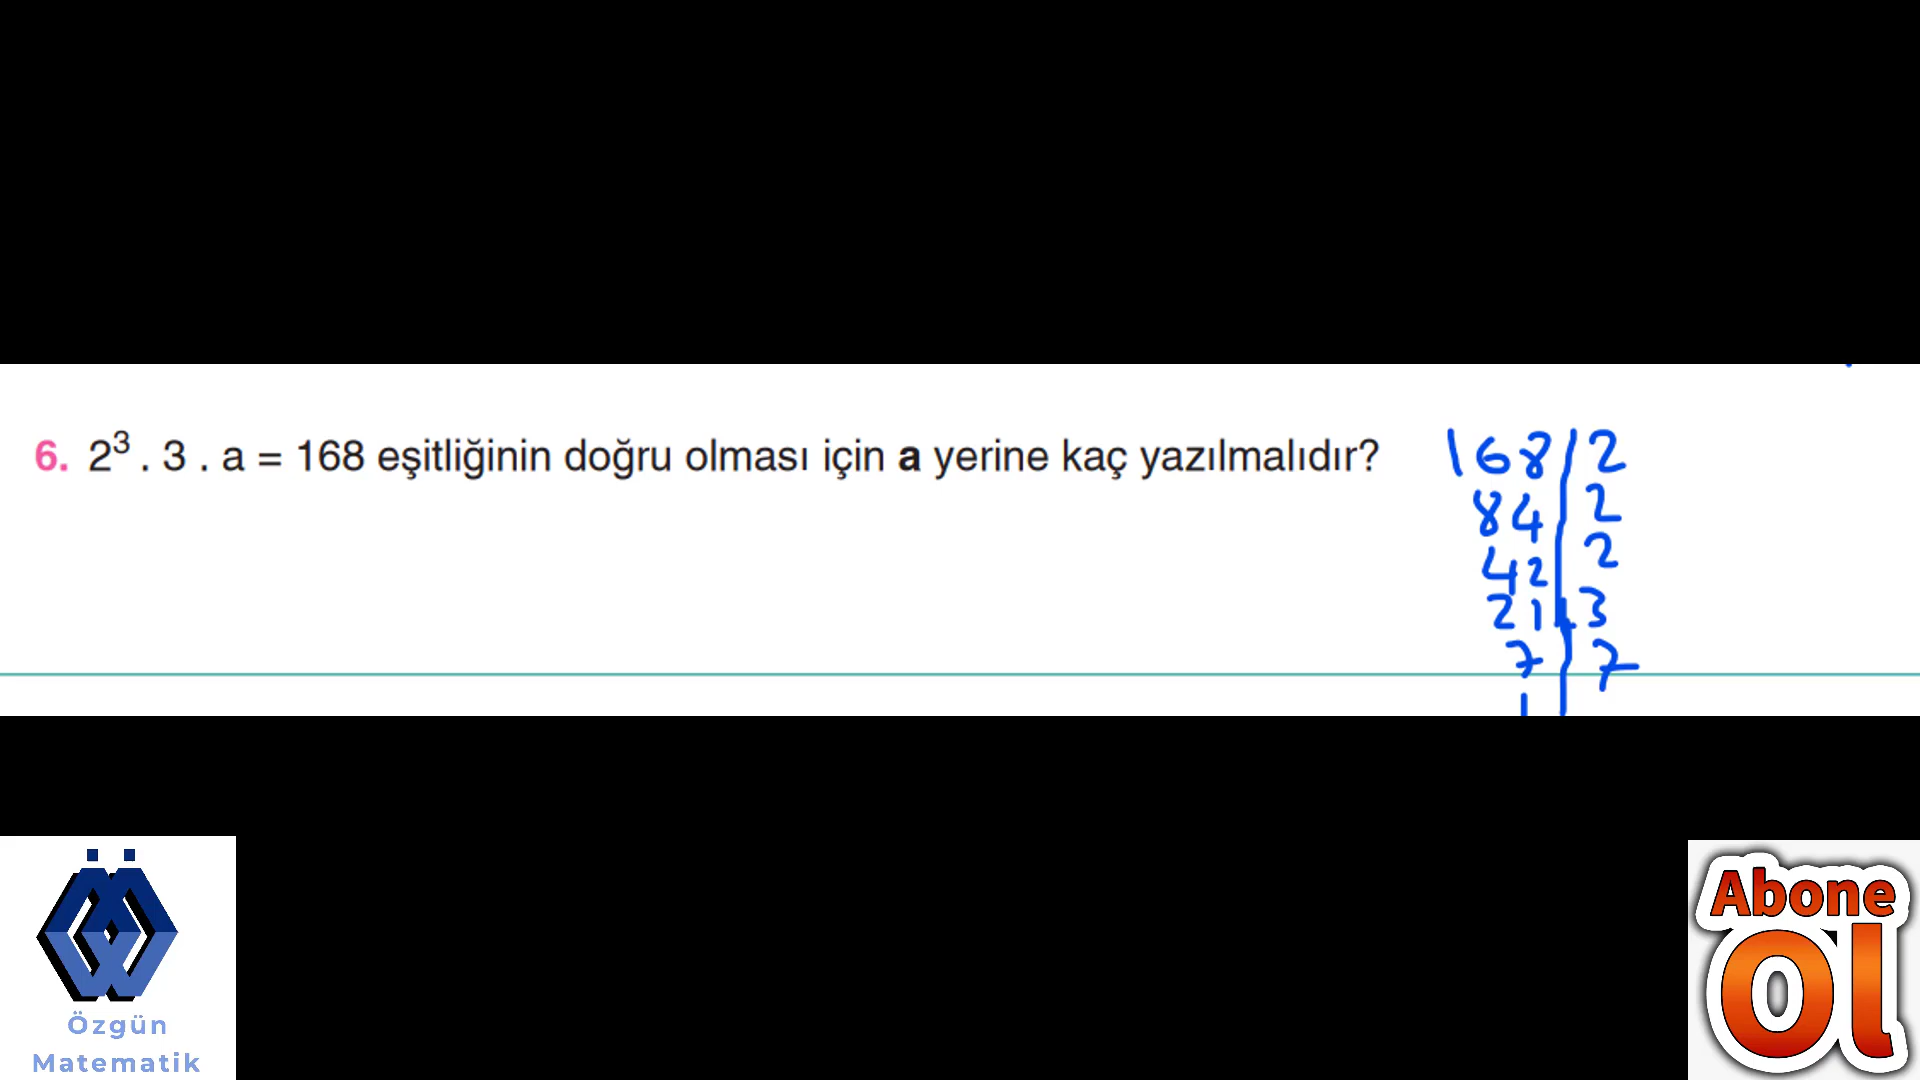 6. 2³ . 3 . a = 168 eşitliğinin doğru olması için a yerine kaç yazılmalıdır?
168 2
84 2
42 2
21 3
7 7
1
Özgün
Matematik
Abone
Ol